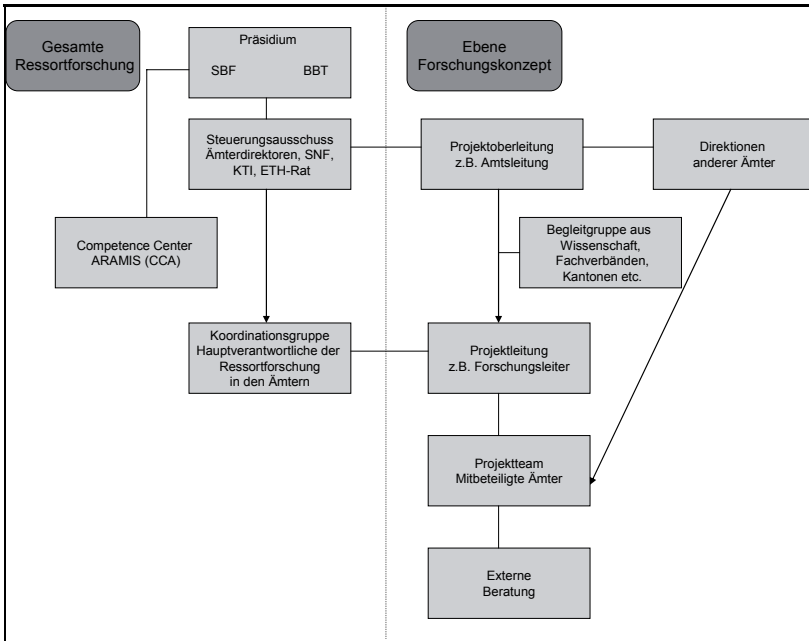 Gesamte
Ressortforschung
Präsidium
SBF BBT
Steuerungsausschuss
Ämterdirektoren, SNF,
KTI, ETH-Rat
Competence Center
ARAMIS (CCA)
Koordinationsgruppe
Hauptverantwortliche der
Ressortforschung
in den Ämtern
Ebene
Forschungskonzept
Projektoberleitung
z.B. Amtsleitung
Direktionen
anderer Ämter
Begleitgruppe aus
Wissenschaft,
Fachverbänden,
Kantonen etc.
Projektleitung
z.B. Forschungsleiter
Projektteam
Mitbeteiligte Ämter
Externe
Beratung